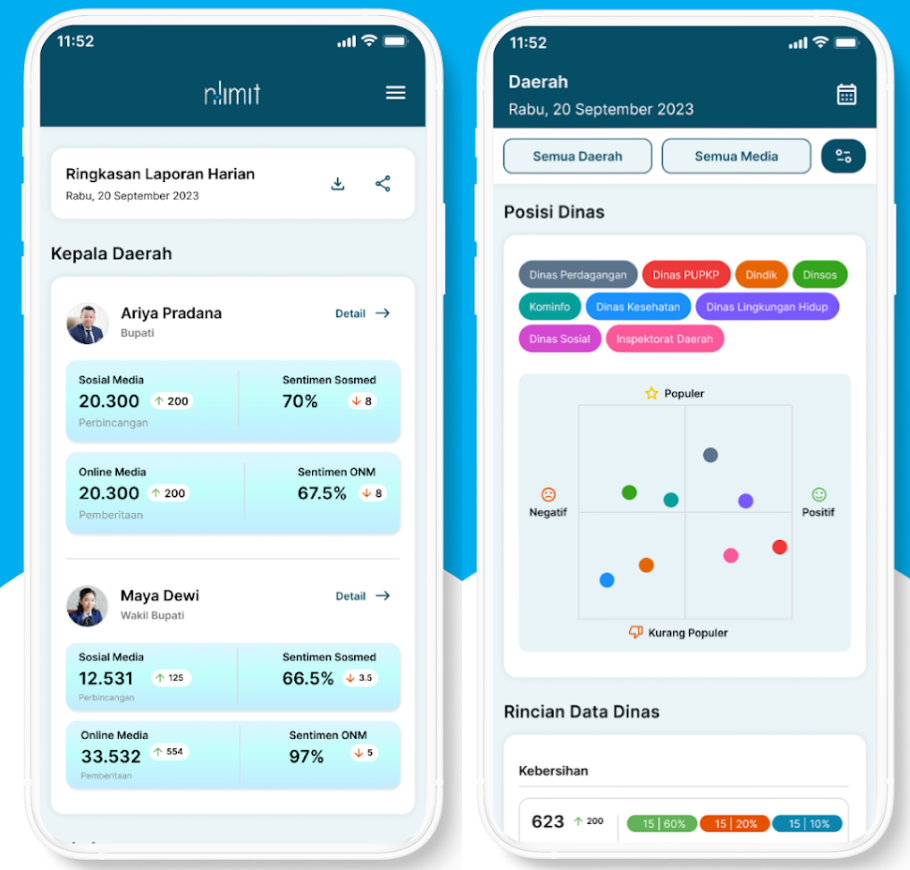 11:52
nolimit
Ringkasan Laporan Harian
Rabu, 20 September 2023
Kepala Daerah
Ariya Pradana
Bupati
Detail →
Sosial Media
20.300 ↑ 200
Perbincangan
Sentimen Sosmed
70% ↓ 8
Online Media
20.300 ↑ 200
Pemberitaan
Sentimen ONM
67.5% ↓ 8
Maya Dewi
Wakil Bupati
Detail →
Sosial Media
12.531 ↑ 125
Perbincangan
Sentimen Sosmed
66.5% ↓ 3.5
Online Media
33.532 ↑ 554
Pemberitaan
Sentimen ONM
97% ↓ 5
11:52
Daerah
Rabu, 20 September 2023
Semua Daerah
Semua Media
Posisi Dinas
Dinas Perdagangan
Dinas PUPKP
Dindik
Dinsos
Kominfo
Dinas Kesehatan
Dinas Lingkungan Hidup
Dinas Sosial
Inspektorat Daerah
Populer
Negatif
Positif
Kurang Populer
Rincian Data Dinas
Kebersihan
623 ↑ 200
15 | 60%
15 | 20%
15 | 10%